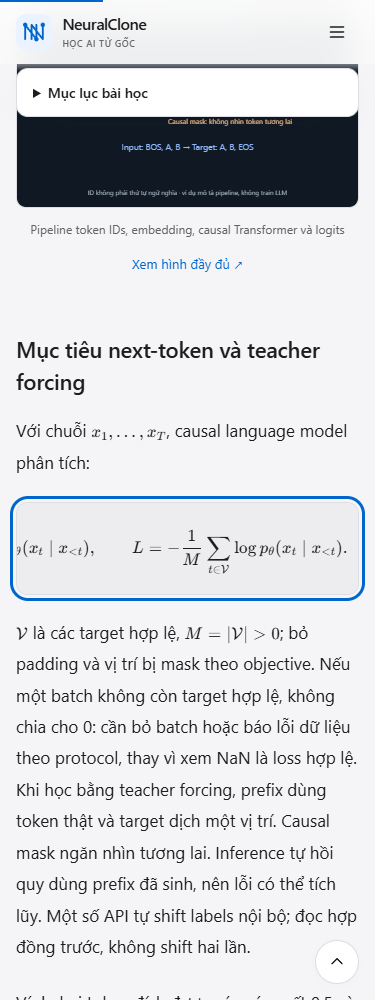 NeuralClone
HỌC AI TỪ GỐC
Mục lục bài học
Causal mask không nhìn token tương lai
Input: BOS, A, B → Target: A, B, EOS
ID không phải thứ tự ngữ nghĩa · ví dụ mô tả pipeline, không train LLM
Pipeline token IDs, embedding, causal Transformer và logits
Xem hình đầy đủ ↗
Mục tiêu next-token và teacher
forcing
Với chuỗi x₁, . . . , x_T, causal language model
phân tích:
θ(x_t | x_{<t}), L = −1/M ∑_{t∈𝒱} log p_θ(x_t | x_{<t}).
𝒱 là các target hợp lệ, M = |𝒱| > 0; bỏ
padding và vị trí bị mask theo objective. Nếu
một batch không còn target hợp lệ, không
chia cho 0: cần bỏ batch hoặc báo lỗi dữ liệu
theo protocol, thay vì xem NaN là loss hợp lệ.
Khi học bằng teacher forcing, prefix dùng
token thật và target dịch một vị trí. Causal
mask ngăn nhìn tương lai. Inference tự hồi
quy dùng prefix đã sinh, nên lỗi có thể tích
lũy. Một số API tự shift labels nội bộ; đọc hợp
đồng trước, không shift hai lần.